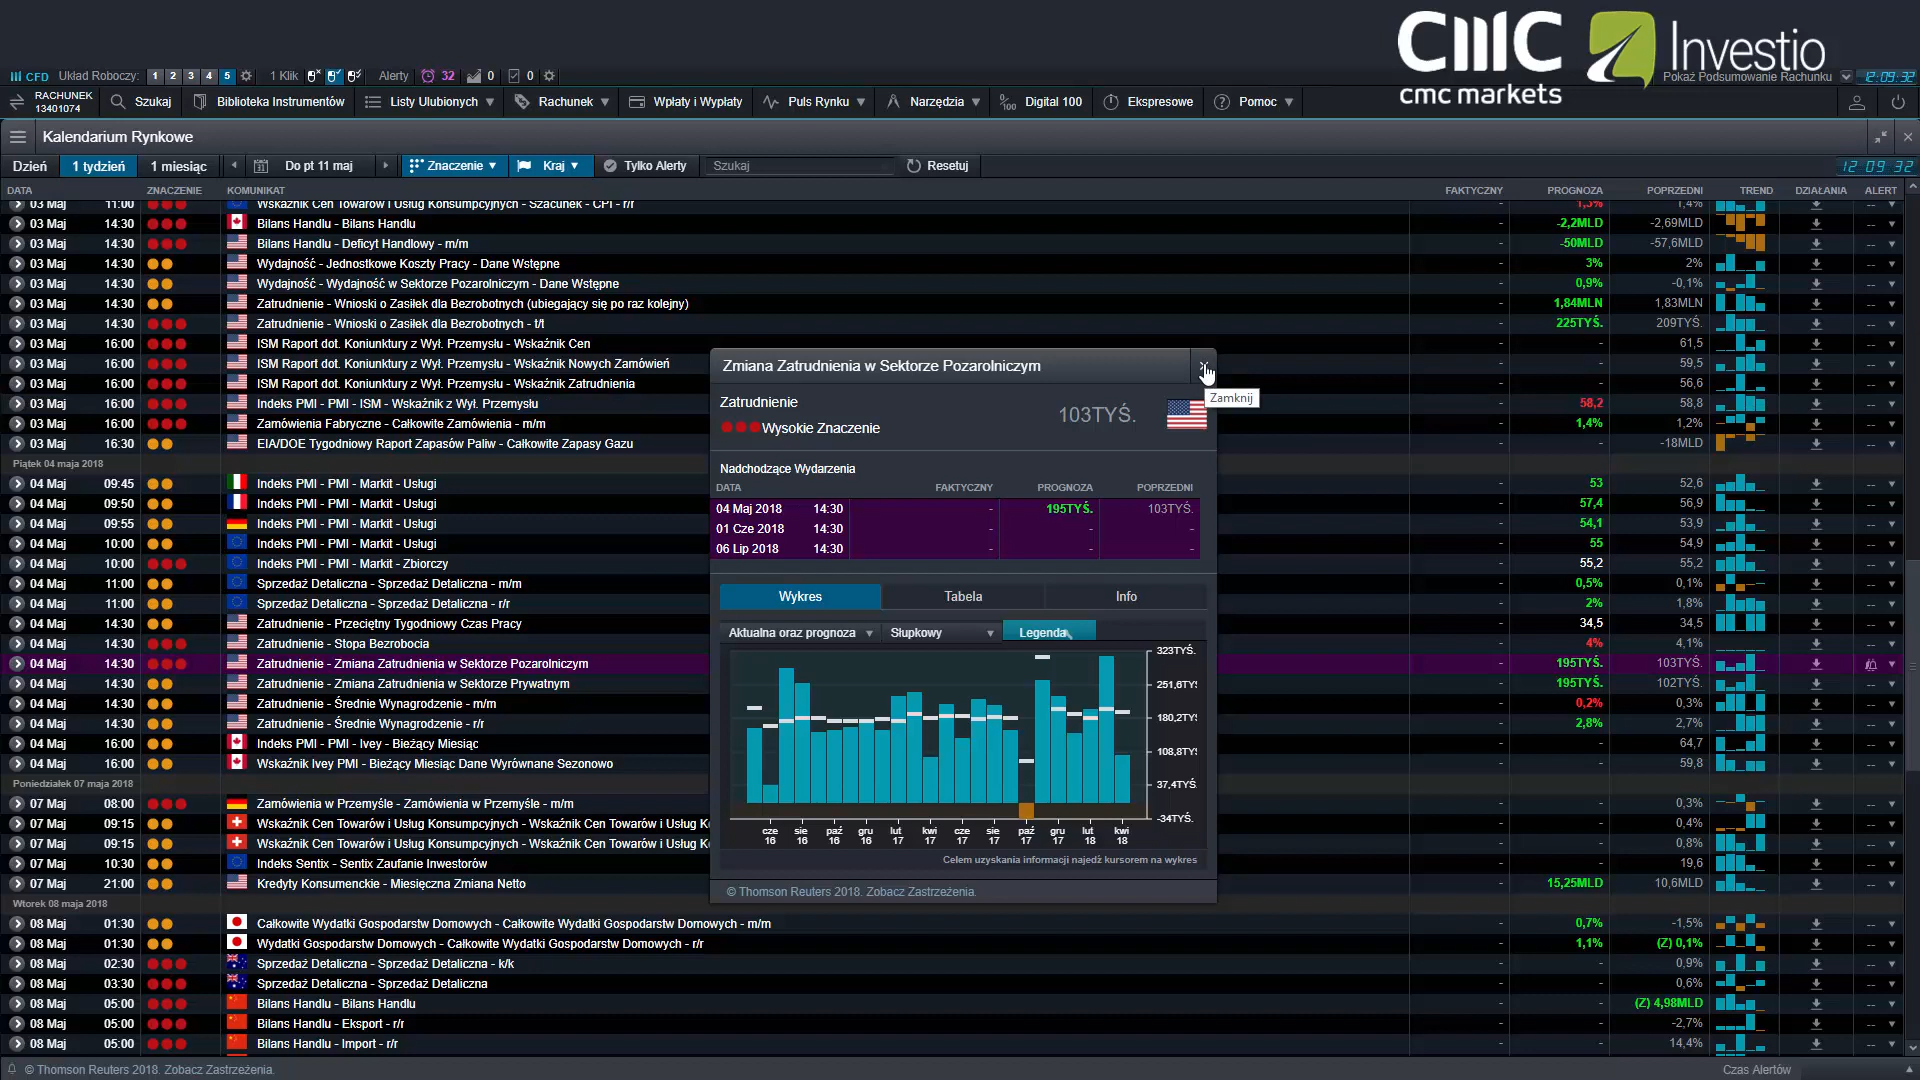 CMC cmc markets Investio
CFD Układ Roboczy: 1 2 3 4 5 1 Klik Alerty 32 0 0 Pokaż Podsumowanie Rachunku 12:09:32
RACHUNEK 13401074 Szukaj Biblioteka Instrumentów Listy Ulubionych Rachunek Wpłaty i Wypłaty Puls Rynku Narzędzia Digital 100 Ekspresowe Pomoc
Kalendarium Rynkowe
Dzień 1 tydzień 1 miesiąc Do pt 11 maj Znaczenie Kraj Tylko Alerty Szukaj Resetuj 12 09 32
DATA ZNACZENIE KOMUNIKAT FAKTYCZNY PROGNOZA POPRZEDNI TREND DZIAŁANIA ALERT
03 Maj 11:00 Wskaźnik Cen Towarów i Usług Konsumpcyjnych - Szacunek - CPI - r/r - 1,3% 1,4% --
03 Maj 14:30 Bilans Handlu - Bilans Handlu - -2,2MLD -2,69MLD --
03 Maj 14:30 Bilans Handlu - Deficyt Handlowy - m/m - -50MLD -57,6MLD --
03 Maj 14:30 Wydajność - Jednostkowe Koszty Pracy - Dane Wstępne - 3% 2% --
03 Maj 14:30 Wydajność - Wydajność w Sektorze Pozarolniczym - Dane Wstępne - 0,9% -0,1% --
03 Maj 14:30 Zatrudnienie - Wnioski o Zasiłek dla Bezrobotnych (ubiegający się po raz kolejny) - 1,84MLN 1,83MLN --
03 Maj 14:30 Zatrudnienie - Wnioski o Zasiłek dla Bezrobotnych - t/t - 225TYŚ. 209TYŚ. --
03 Maj 16:00 ISM Raport dot. Koniunktury z Wył. Przemysłu - Wskaźnik Cen - - 61,5 --
03 Maj 16:00 ISM Raport dot. Koniunktury z Wył. Przemysłu - Wskaźnik Nowych Zamówień - - 59,5 --
03 Maj 16:00 ISM Raport dot. Koniunktury z Wył. Przemysłu - Wskaźnik Zatrudnienia - - 56,6 --
03 Maj 16:00 Indeks PMI - PMI - ISM - Wskaźnik z Wył. Przemysłu - 58,2 58,8 --
03 Maj 16:00 Zamówienia Fabryczne - Całkowite Zamówienia - m/m - 1,4% 1,2% --
03 Maj 16:30 EIA/DOE Tygodniowy Raport Zapasów Paliw - Całkowite Zapasy Gazu - - -18MLD --
Piątek 04 maja 2018
04 Maj 09:45 Indeks PMI - PMI - Markit - Usługi - 53 52,6 --
04 Maj 09:50 Indeks PMI - PMI - Markit - Usługi - 57,4 56,9 --
04 Maj 09:55 Indeks PMI - PMI - Markit - Usługi - 54,1 53,9 --
04 Maj 10:00 Indeks PMI - PMI - Markit - Usługi - 55 54,9 --
04 Maj 10:00 Indeks PMI - PMI - Markit - Zbiorczy - 55,2 55,2 --
04 Maj 11:00 Sprzedaż Detaliczna - Sprzedaż Detaliczna - m/m - 0,5% 0,1% --
04 Maj 11:00 Sprzedaż Detaliczna - Sprzedaż Detaliczna - r/r - 2% 1,8% --
04 Maj 14:30 Zatrudnienie - Przeciętny Tygodniowy Czas Pracy - 34,5 34,5 --
04 Maj 14:30 Zatrudnienie - Stopa Bezrobocia - 4% 4,1% --
04 Maj 14:30 Zatrudnienie - Zmiana Zatrudnienia w Sektorze Pozarolniczym - 195TYŚ. 103TYŚ.
04 Maj 14:30 Zatrudnienie - Zmiana Zatrudnienia w Sektorze Prywatnym - 195TYŚ. 102TYŚ. --
04 Maj 14:30 Zatrudnienie - Średnie Wynagrodzenie - m/m - 0,2% 0,3% --
04 Maj 14:30 Zatrudnienie - Średnie Wynagrodzenie - r/r - 2,8% 2,7% --
04 Maj 16:00 Indeks PMI - PMI - Ivey - Bieżący Miesiąc - - 64,7 --
04 Maj 16:00 Wskaźnik Ivey PMI - Bieżący Miesiąc Dane Wyrównane Sezonowo - - 59,8 --
Poniedziałek 07 maja 2018
07 Maj 08:00 Zamówienia w Przemyśle - Zamówienia w Przemyśle - m/m - - 0,3% --
07 Maj 09:15 Wskaźnik Cen Towarów i Usług Konsumpcyjnych - Wskaźnik Cen Towarów i Usług K - - 0,4% --
07 Maj 09:15 Wskaźnik Cen Towarów i Usług Konsumpcyjnych - Wskaźnik Cen Towarów i Usług K - - 0,8% --
07 Maj 10:30 Indeks Sentix - Sentix Zaufanie Inwestorów - - 19,6 --
07 Maj 21:00 Kredyty Konsumenckie - Miesięczna Zmiana Netto - 15,25MLD 10,6MLD --
Wtorek 08 maja 2018
08 Maj 01:30 Całkowite Wydatki Gospodarstw Domowych - Całkowite Wydatki Gospodarstw Domowych - m/m - 0,7% -1,5% --
08 Maj 01:30 Wydatki Gospodarstw Domowych - Całkowite Wydatki Gospodarstw Domowych - r/r - 1,1% (Z) 0,1% --
08 Maj 02:30 Sprzedaż Detaliczna - Sprzedaż Detaliczna - k/k - - 0,9% --
08 Maj 03:30 Sprzedaż Detaliczna - Sprzedaż Detaliczna - - 0,6% --
08 Maj 05:00 Bilans Handlu - Bilans Handlu - - (Z) 4,98MLD --
08 Maj 05:00 Bilans Handlu - Eksport - r/r - - -2,7% --
08 Maj 05:00 Bilans Handlu - Import - r/r - - 14,4% --
Zmiana Zatrudnienia w Sektorze Pozarolniczym
Zamknij
Zatrudnienie 103TYŚ.
Wysokie Znaczenie
Nadchodzące Wydarzenia
DATA FAKTYCZNY PROGNOZA POPRZEDNI
04 Maj 2018 14:30 - 195TYŚ. 103TYŚ.
01 Cze 2018 14:30 - - -
06 Lip 2018 14:30 - - -
Wykres Tabela Info
Aktualna oraz prognoza Słupkowy Legenda
323TYŚ.
251,6TYŚ
180,2TYŚ
108,8TYŚ
37,4TYŚ
-34TYŚ.
cze sie paź gru lut kwi cze sie paź gru lut kwi
16 16 16 16 17 17 17 17 17 17 18 18
Celem uzyskania informacji najedź kursorem na wykres
© Thomson Reuters 2018. Zobacz Zastrzeżenia.
© Thomson Reuters 2018. Zobacz Zastrzeżenia. Czas Alertów